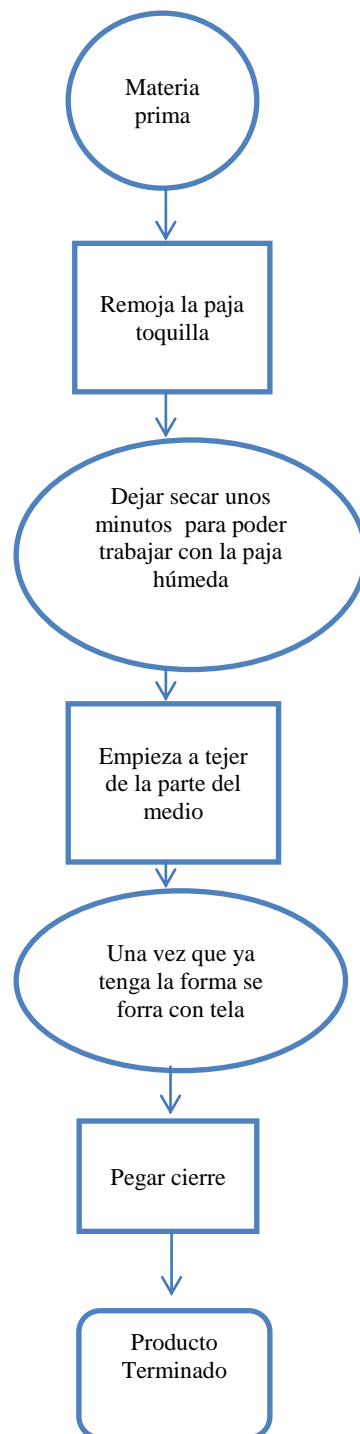 Materia
prima
Remoja la paja
toquilla
Dejar secar unos
minutos para poder
trabajar con la paja
húmeda
Empieza a tejer
de la parte del
medio
Una vez que ya
tenga la forma se
forra con tela
Pegar cierre
Producto
Terminado